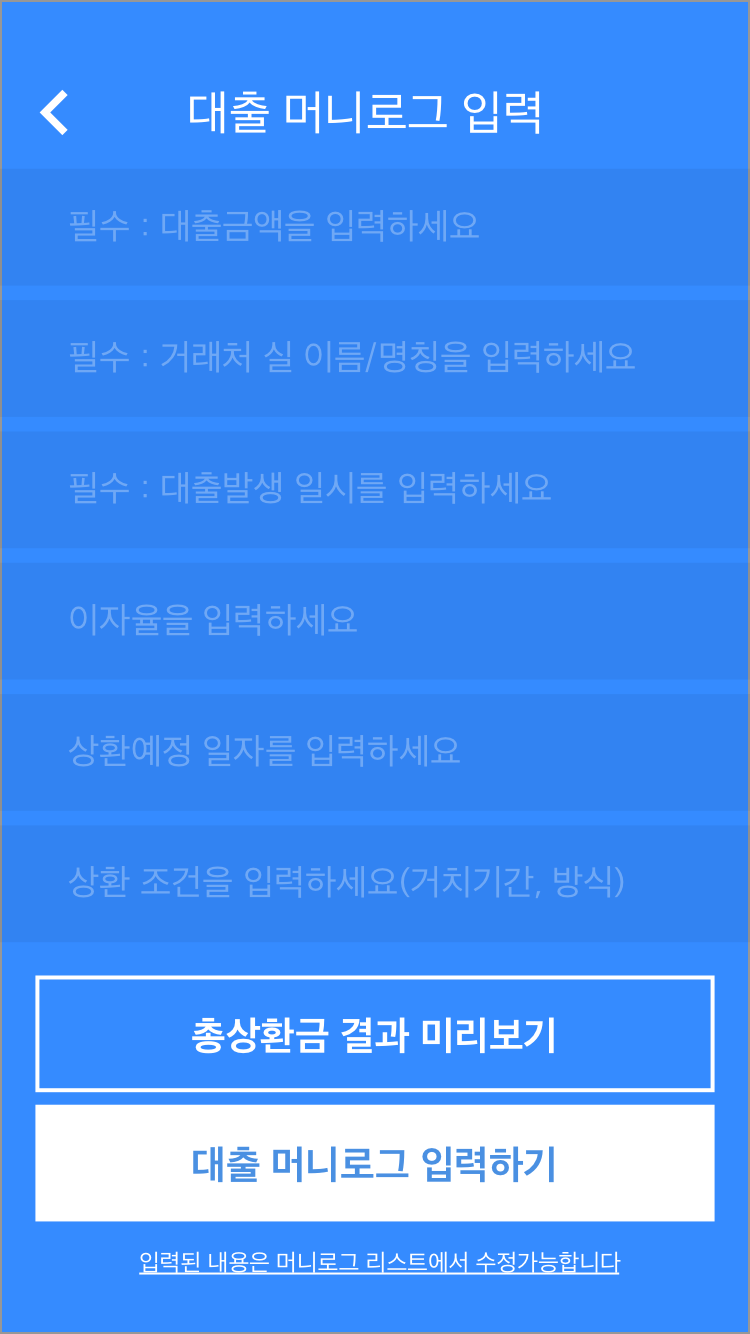 대출 머니로그 입력
필수 : 대출금액을 입력하세요
필수 : 거래처 실 이름/명칭을 입력하세요
필수 : 대출발생 일시를 입력하세요
이자율을 입력하세요
상환예정 일자를 입력하세요
상환 조건을 입력하세요(거치기간, 방식)
총상환금 결과 미리보기
대출 머니로그 입력하기
입력된 내용은 머니로그 리스트에서 수정가능합니다